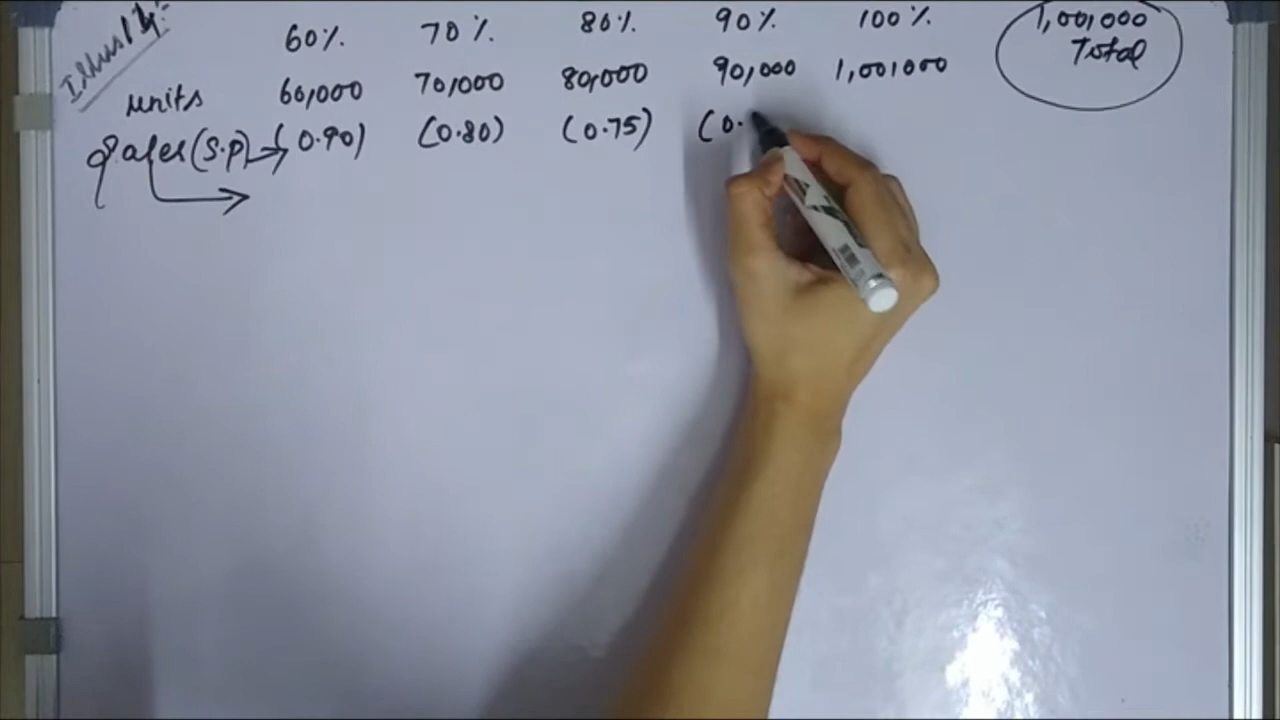 Illus/14:
60% 70% 80% 90% 100% 1,00,000
Total
units 60,000 70,000 80,000 90,000 1,00,000
Sales (S.P) → (0.90) (0.80) (0.75) (0.